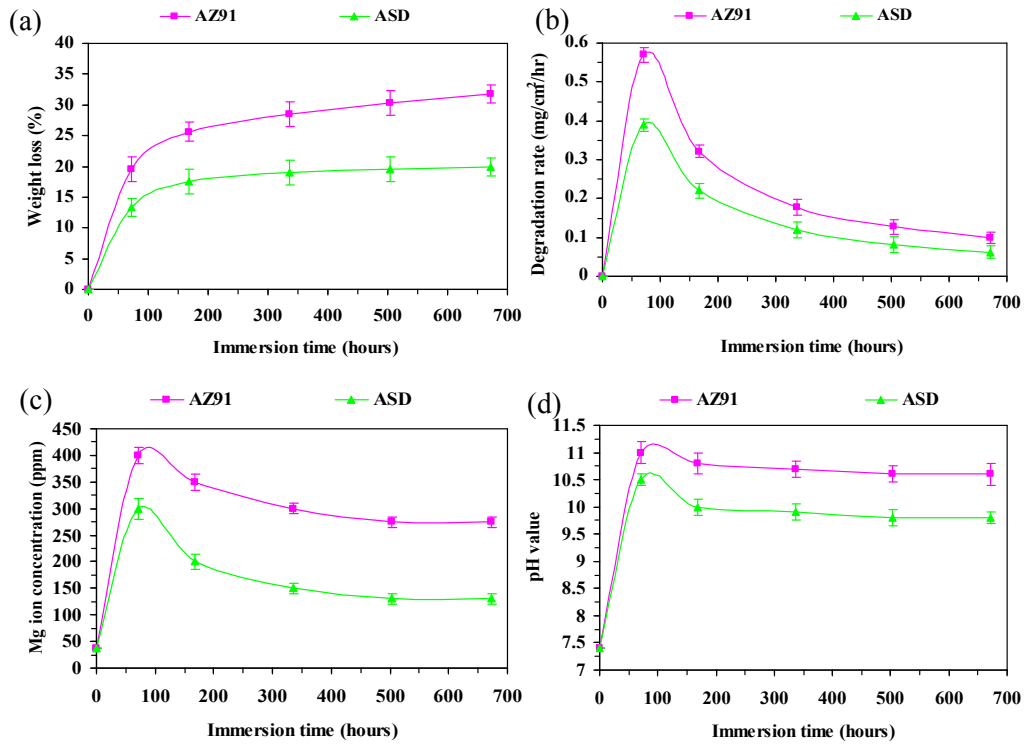 (a)
AZ91 ASD
Weight loss (%)
40
35
30
25
20
15
10
5
0
0 100 200 300 400 500 600 700
Immersion time (hours)
(b)
AZ91 ASD
Degradation rate (mg/cm²/hr)
0.6
0.5
0.4
0.3
0.2
0.1
0
0 100 200 300 400 500 600 700
Immersion time (hours)
(c)
AZ91 ASD
Mg ion concentration (ppm)
450
400
350
300
250
200
150
100
50
0
0 100 200 300 400 500 600 700
Immersion time (hours)
(d)
AZ91 ASD
pH value
11.5
11
10.5
10
9.5
9
8.5
8
7.5
7
0 100 200 300 400 500 600 700
Immersion time (hours)